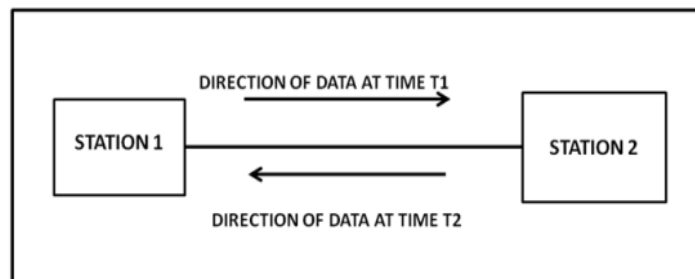 DIRECTION OF DATA AT TIME T1
STATION 1
STATION 2
DIRECTION OF DATA AT TIME T2